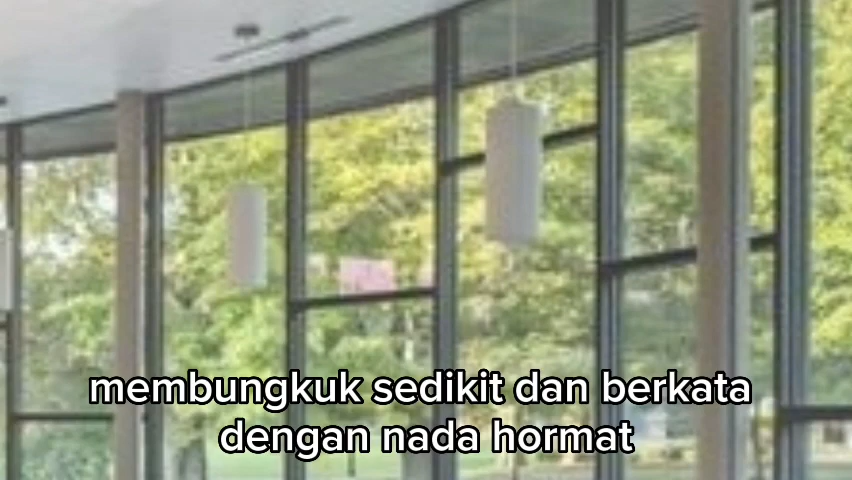 membungkuk sedikit dan berkata
dengan nada hormat